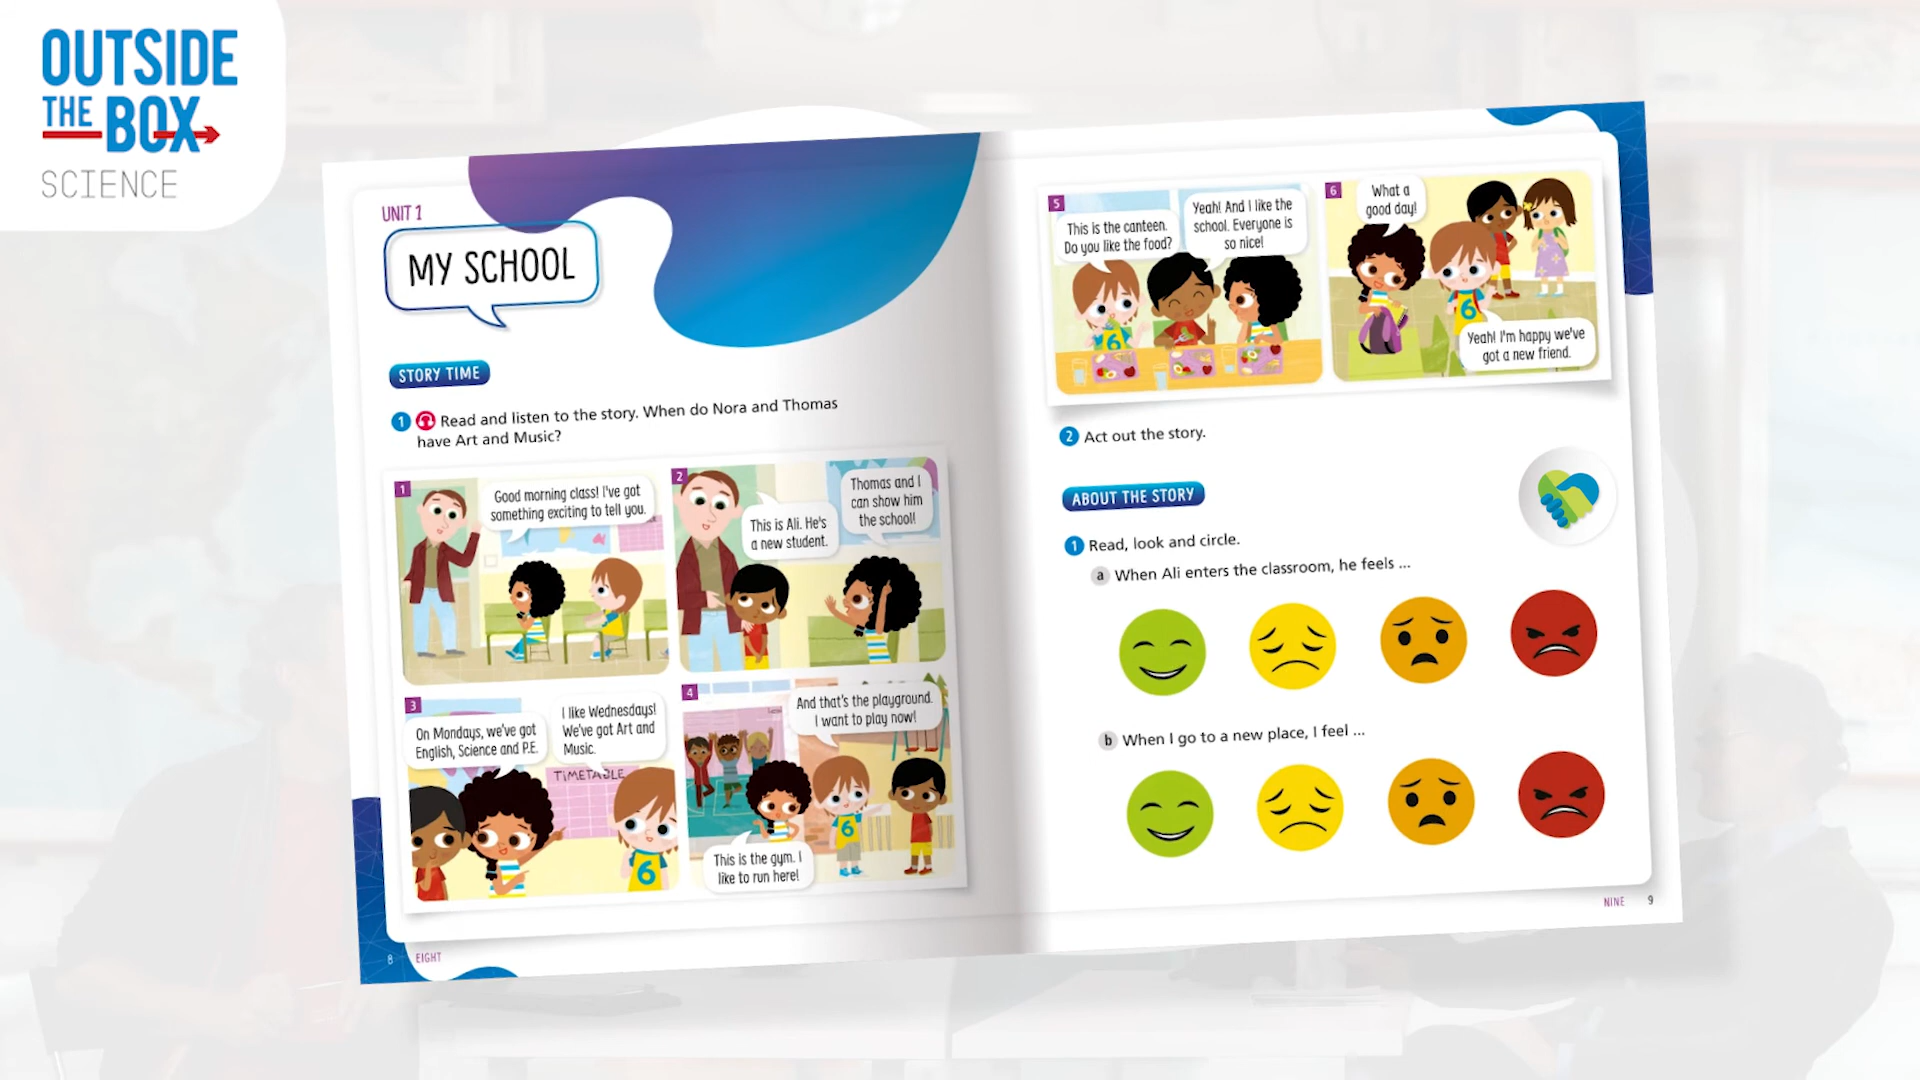 OUTSIDE
THE BOX
SCIENCE
UNIT 1
MY SCHOOL
STORY TIME
1 Read and listen to the story. When do Nora and Thomas
have Art and Music?
1
Good morning class! I've got
something exciting to tell you.
2
This is Ali. He's
a new student.
Thomas and I
can show him
the school!
3
On Mondays, we've got
English, Science and P.E.
I like Wednesdays!
We've got Art and
Music.
TIMETABLE
6
4
And that's the playground.
I want to play now!
6
This is the gym. I
like to run here!
8 EIGHT
5
This is the canteen.
Do you like the food?
Yeah! And I like the
school. Everyone is
so nice!
6
6
What a
good day!
6
Yeah! I'm happy we've
got a new friend.
2 Act out the story.
ABOUT THE STORY
1 Read, look and circle.
a When Ali enters the classroom, he feels ...
b When I go to a new place, I feel ...
NINE 9